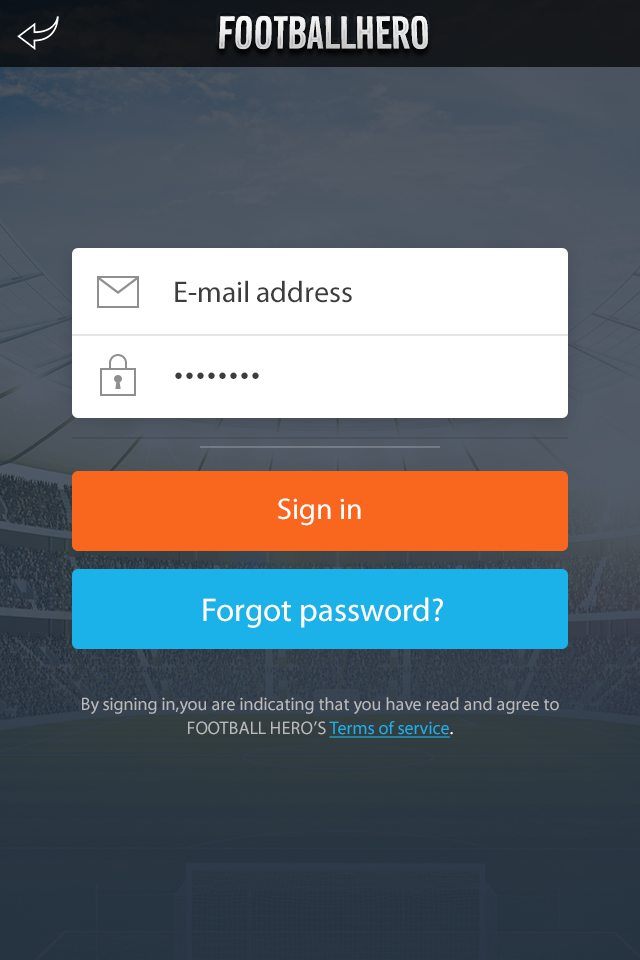 FOOTBALLHERO
E-mail address
••••••••
Sign in
Forgot password?
By signing in,you are indicating that you have read and agree to
FOOTBALL HERO'S Terms of service.